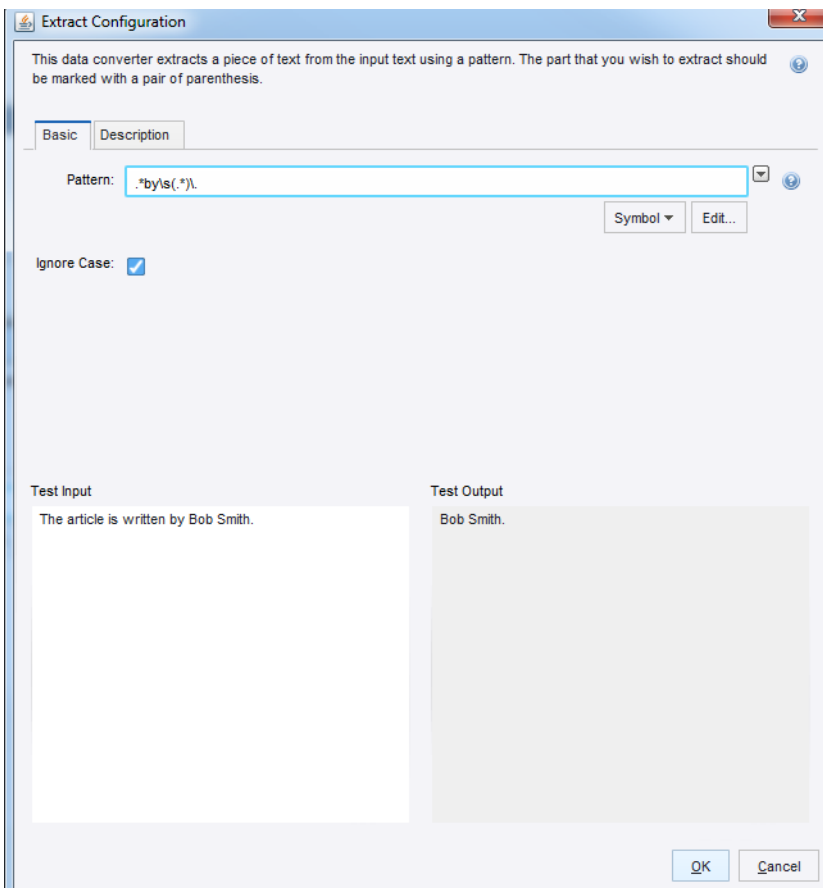 Extract Configuration
This data converter extracts a piece of text from the input text using a pattern. The part that you wish to extract should
be marked with a pair of parenthesis.
Basic Description
Pattern: .*by\s(.*)\.
Symbol Edit...
Ignore Case:
Test Input Test Output
The article is written by Bob Smith. Bob Smith.
OK Cancel